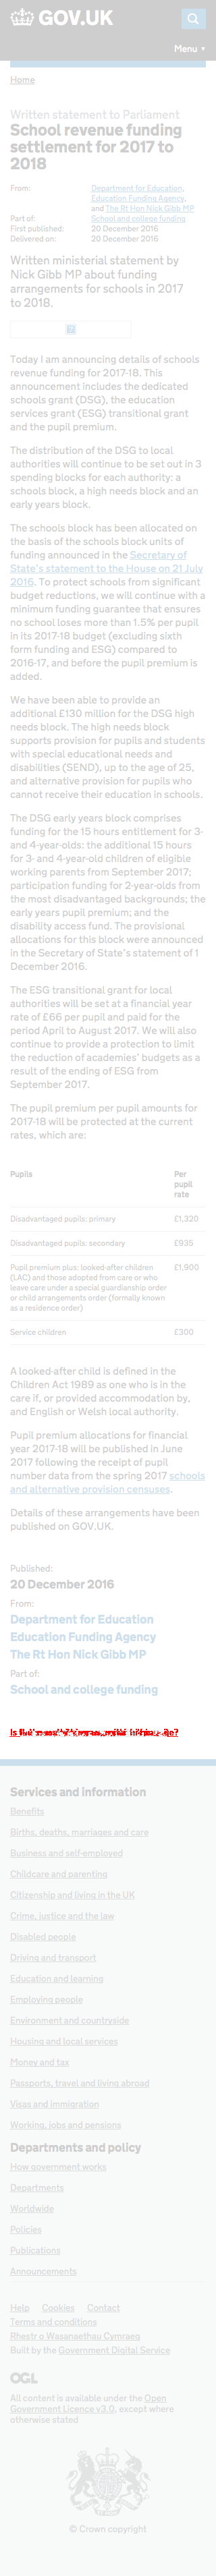 GOV.UK
Menu ▼
Home
Written statement to Parliament
School revenue funding
settlement for 2017 to
2018
From: Department for Education,
Education Funding Agency,
and The Rt Hon Nick Gibb MP
Part of: School and college funding
First published: 20 December 2016
Delivered on: 20 December 2016
Written ministerial statement by
Nick Gibb MP about funding
arrangements for schools in 2017
to 2018.
Today I am announcing details of schools
revenue funding for 2017-18. This
announcement includes the dedicated
schools grant (DSG), the education
services grant (ESG) transitional grant
and the pupil premium.
The distribution of the DSG to local
authorities will continue to be set out in 3
spending blocks for each authority: a
schools block, a high needs block and an
early years block.
The schools block has been allocated on
the basis of the schools block units of
funding announced in the Secretary of
State's statement to the House on 21 July
2016. To protect schools from significant
budget reductions, we will continue with a
minimum funding guarantee that ensures
no school loses more than 1.5% per pupil
in its 2017-18 budget (excluding sixth
form funding and ESG) compared to
2016-17, and before the pupil premium is
added.
We have been able to provide an
additional £130 million for the DSG high
needs block. The high needs block
supports provision for pupils and students
with special educational needs and
disabilities (SEND), up to the age of 25,
and alternative provision for pupils who
cannot receive their education in schools.
The DSG early years block comprises
funding for the 15 hours entitlement for 3-
and 4-year-olds: the additional 15 hours
for 3- and 4-year-old children of eligible
working parents from September 2017;
participation funding for 2-year-olds from
the most disadvantaged backgrounds; the
early years pupil premium; and the
disability access fund. The provisional
allocations for this block were announced
in the Secretary of State's statement of 1
December 2016.
The ESG transitional grant for local
authorities will be set at a financial year
rate of £66 per pupil and paid for the
period April to August 2017. We will also
continue to provide a protection to limit
the reduction of academies' budgets as a
result of the ending of ESG from
September 2017.
The pupil premium per pupil amounts for
2017-18 will be protected at the current
rates, which are:
Pupils Per
pupil
rate
Disadvantaged pupils: primary £1,320
Disadvantaged pupils: secondary £935
Pupil premium plus: looked-after children £1,900
(LAC) and those adopted from care or who
leave care under a special guardianship order
or child arrangements order (formally known
as a residence order)
Service children £300
A looked-after child is defined in the
Children Act 1989 as one who is in the
care of, or provided accommodation by,
and English or Welsh local authority.
Pupil premium allocations for financial
year 2017-18 will be published in June
2017 following the receipt of pupil
number data from the spring 2017 schools
and alternative provision censuses.
Details of these arrangements have been
published on GOV.UK.
Published:
20 December 2016
From:
Department for Education
Education Funding Agency
The Rt Hon Nick Gibb MP
Part of:
School and college funding
Services and information
Benefits
Births, deaths, marriages and care
Business and self-employed
Childcare and parenting
Citizenship and living in the UK
Crime, justice and the law
Disabled people
Driving and transport
Education and learning
Employing people
Environment and countryside
Housing and local services
Money and tax
Passports, travel and living abroad
Visas and immigration
Working, jobs and pensions
Departments and policy
How government works
Departments
Worldwide
Policies
Publications
Announcements
Help Cookies Contact
Terms and conditions
Rhestr o Wasanaethau Cymraeg
Built by the Government Digital Service
OGL
All content is available under the Open
Government Licence v3.0, except where
otherwise stated
© Crown copyright